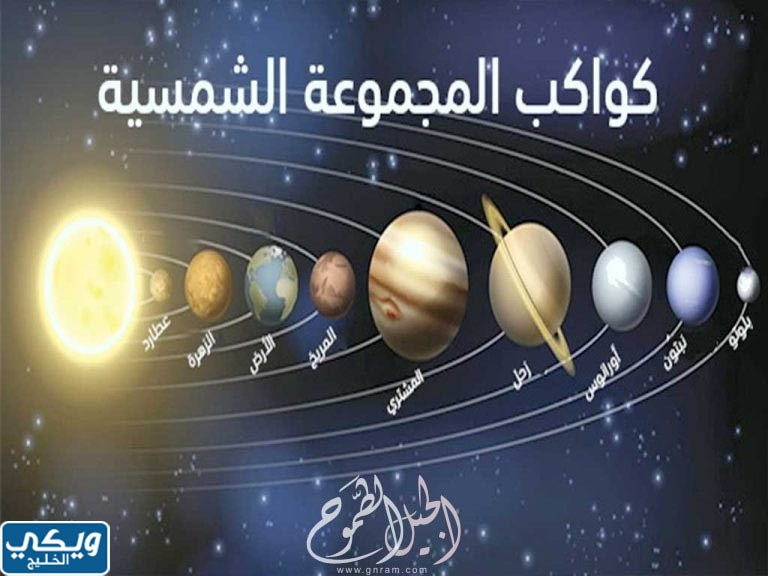 كواكب المجموعة الشمسية
عطارد
الزهرة
الأرض
المريخ
المشتري
زحل
أورانوس
نبتون
بلوتو
الجيل الطموح
www.gnram.com
ويكي
الخليج